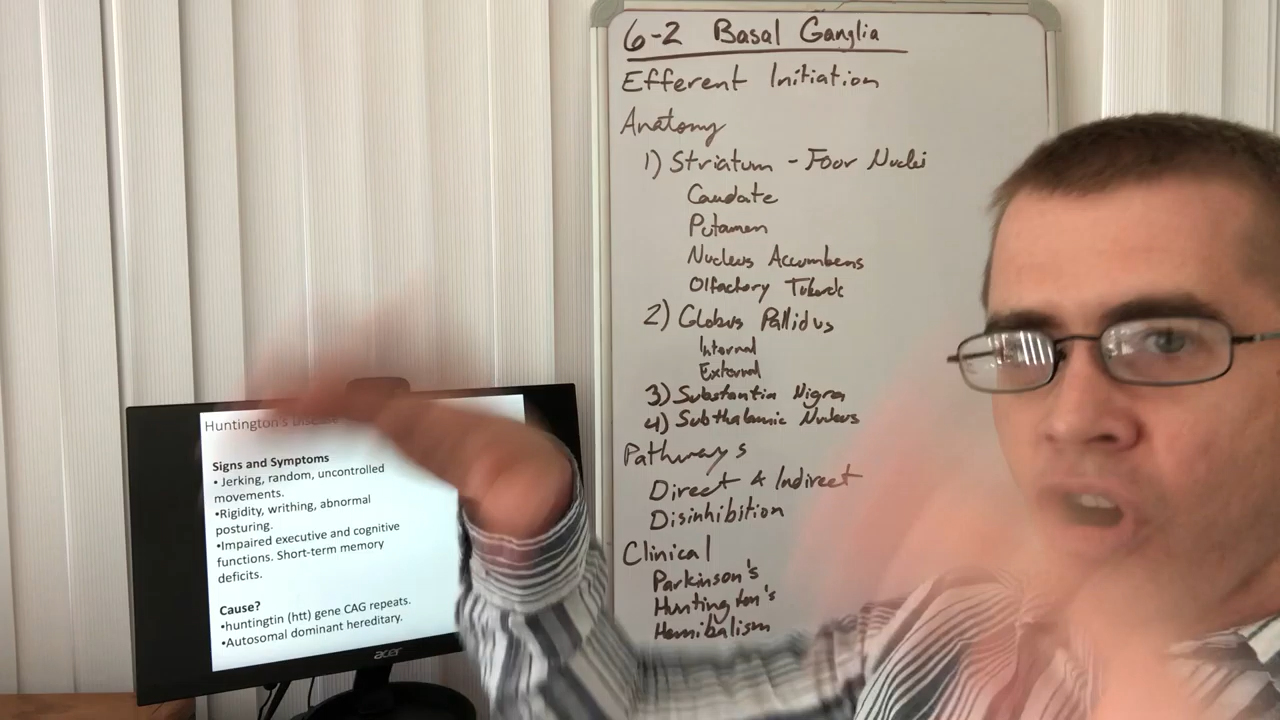 6-2 Basal Ganglia
Efferent Initiation
Anatomy
1) Striatum - Four Nuclei
Caudate
Putamen
Nucleus Accumbens
Olfactory
2) Globus Pallidus
Internal
External
3) Substantia Nigra
4) Subthalamic Nucleus
Pathways
Direct & Indirect
Disinhibition
Clinical
Parkinson's
Huntington's
Hemibalism
Huntington's Disease
Signs and Symptoms
• Jerking, random, uncontrolled
movements.
•Rigidity, writhing, abnormal
posturing.
•Impaired executive and cognitive
functions. Short-term memory
deficits.
Cause?
•huntingtin (htt) gene CAG repeats.
•Autosomal dominant hereditary.
acer